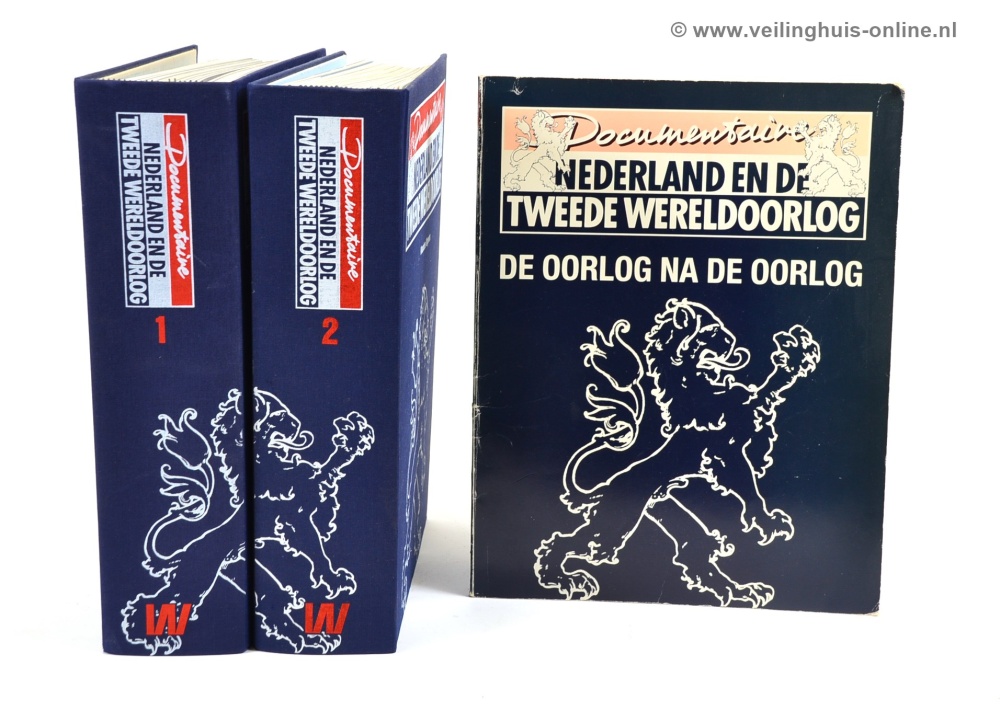 © www.veilinghuis-online.nl
Documentaire
NEDERLAND EN DE
TWEEDE WERELDOORLOG
1
W
Documentaire
NEDERLAND EN DE
TWEEDE WERELDOORLOG
2
W
Documentaire
NEDERLAND EN DE
TWEEDE WERELDOORLOG
DE OORLOG NA DE OORLOG